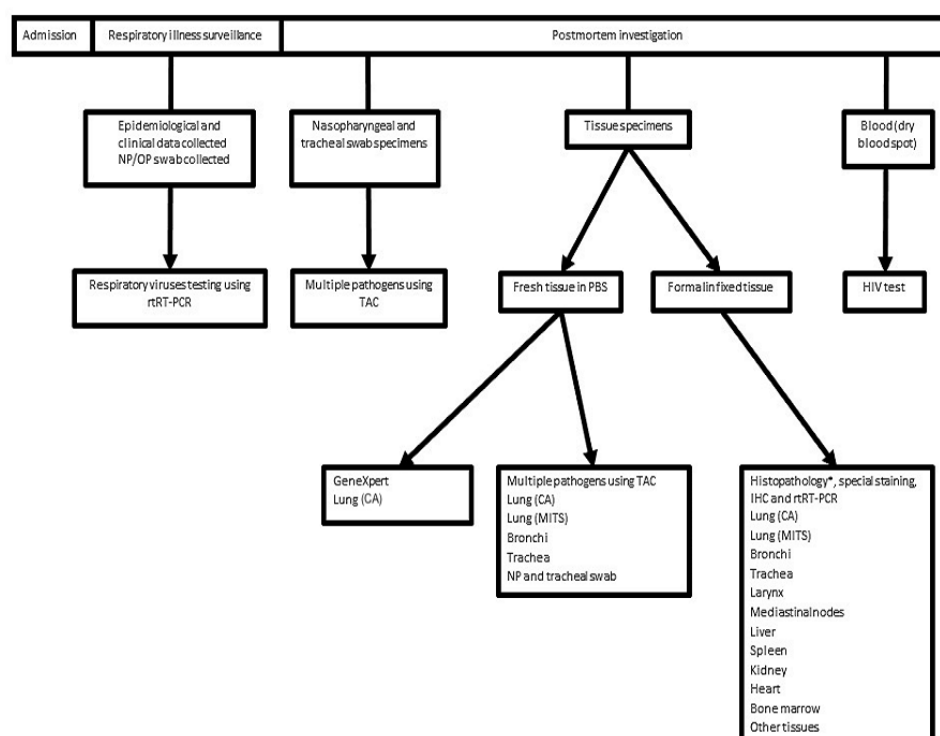 Admission
Respiratory illness surveillance
Postmortem investigation
Epidemiological and
clinical data collected
NP/OP swab collected
Nasopharyngeal and
tracheal swab specimens
Tissue specimens
Blood (dry
blood spot)
Respiratory viruses testing using
rtRT-PCR
Multiple pathogens using
TAC
Fresh tissue in PBS
Formalin fixed tissue
HIV test
GeneXpert
Lung (CA)
Multiple pathogens using TAC
Lung (CA)
Lung (MITS)
Bronchi
Trachea
NP and tracheal swab
Histopathology*, special staining,
IHC and rtRT-PCR
Lung (CA)
Lung (MITS)
Bronchi
Trachea
Larynx
Mediastinal nodes
Liver
Spleen
Kidney
Heart
Bone marrow
Other tissues